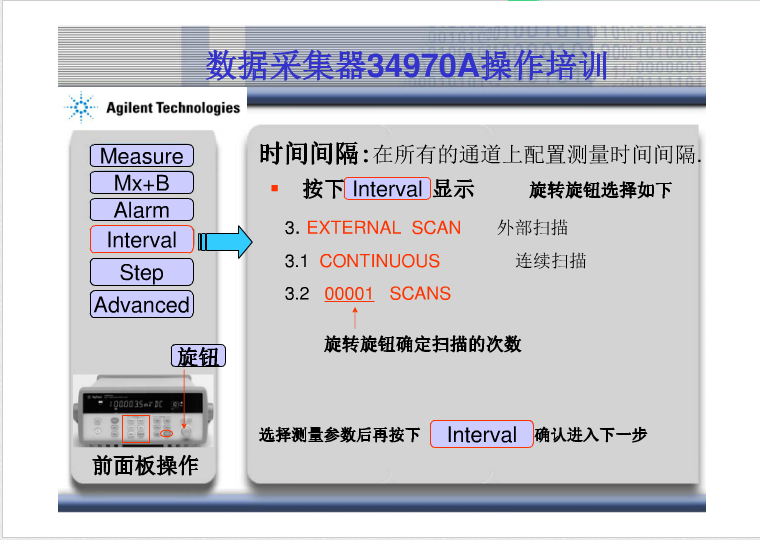 数据采集器34970A操作培训
Agilent Technologies
Measure
Mx+B
Alarm
Interval
Step
Advanced
旋钮
前面板操作
时间间隔:在所有的通道上配置测量时间间隔.
按下 Interval 显示 旋转旋钮选择如下
3. EXTERNAL SCAN 外部扫描
3.1 CONTINUOUS 连续扫描
3.2 00001 SCANS
旋转旋钮确定扫描的次数
选择测量参数后再按下 Interval 确认进入下一步